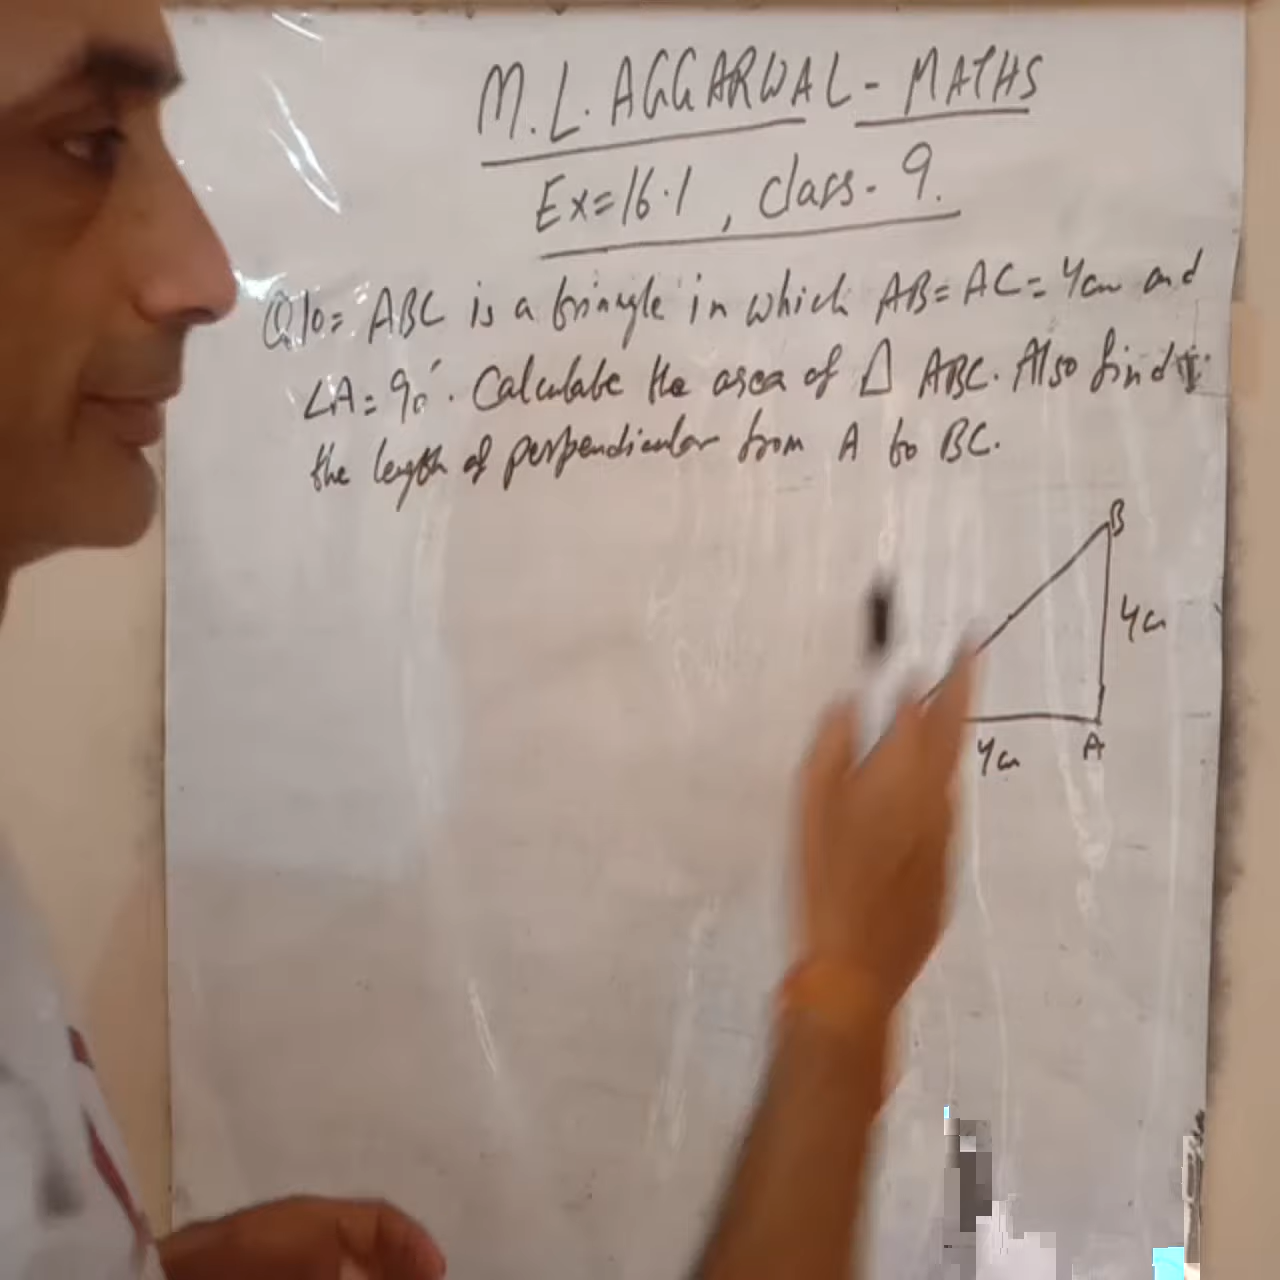 M.L. AGGARWAL - MATHS
Ex=16.1, class- 9.
Q10= ABC is a triangle in which AB= AC= 4cm and
∠A= 90°. Calculate the area of Δ ABC. Also find
the length of perpendicular from A to BC.
B
4cm
4cm
A